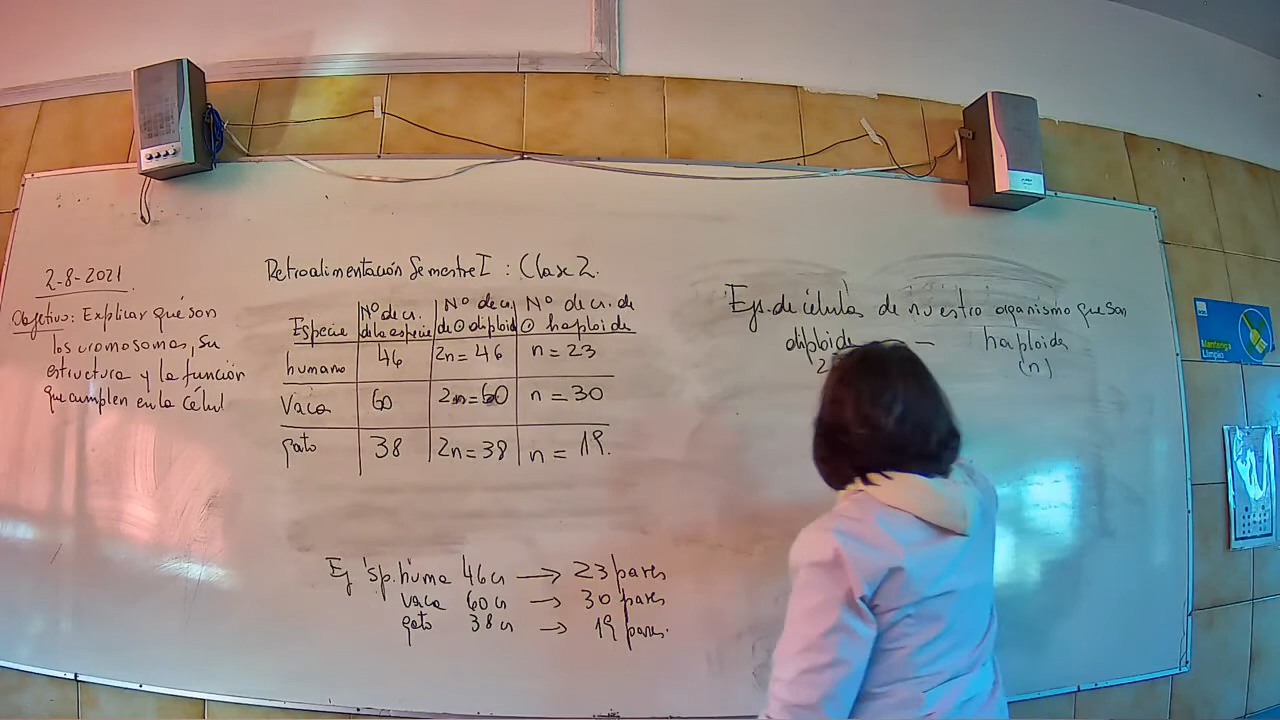 2-8-2021
Objetivo: Explicar qué son
los cromosomas, su
estructura y la función
que cumplen en la célul
Retroalimentación Semestre I : Clase 2.
Especie | Nº de cr. de la especie | Nº de cr. de O diploid | Nº de cr. de O haploide
humano | 46 | 2n = 46 | n = 23
Vaca | 60 | 2n = 60 | n = 30
gato | 38 | 2n = 38 | n = 19.
Ej "sp. huma 46 cr → 23 pares
vaca 60 cr → 30 pares
gato 38 cr → 19 pares.
Ejs. de células de nuestro organismo que son
diploide — haploide
(n)
Mantenga
Limpio